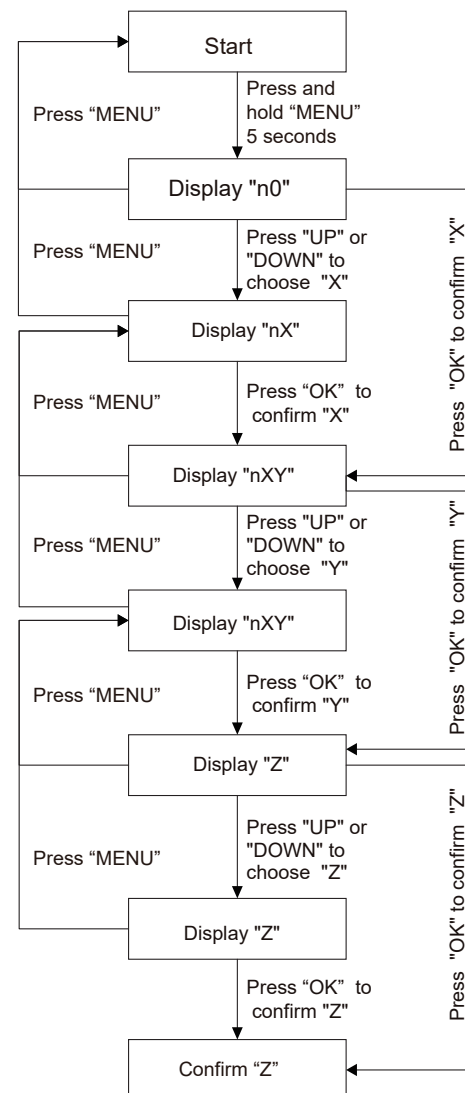 Start
Press and
hold “MENU”
5 seconds
Press “MENU”
Display "n0"
Press "UP" or
"DOWN" to
choose "X"
Press “MENU”
Press "OK" to confirm "X"
Display "nX"
Press “OK” to
confirm "X"
Press “MENU”
Display "nXY"
Press "UP" or
"DOWN" to
choose "Y"
Press “MENU”
Press "OK" to confirm "Y"
Display "nXY"
Press “OK” to
confirm "Y"
Press “MENU”
Display "Z"
Press "UP" or
"DOWN" to
choose "Z"
Press “MENU”
Press "OK" to confirm "Z"
Display "Z"
Press “OK” to
confirm "Z"
Confirm “Z”